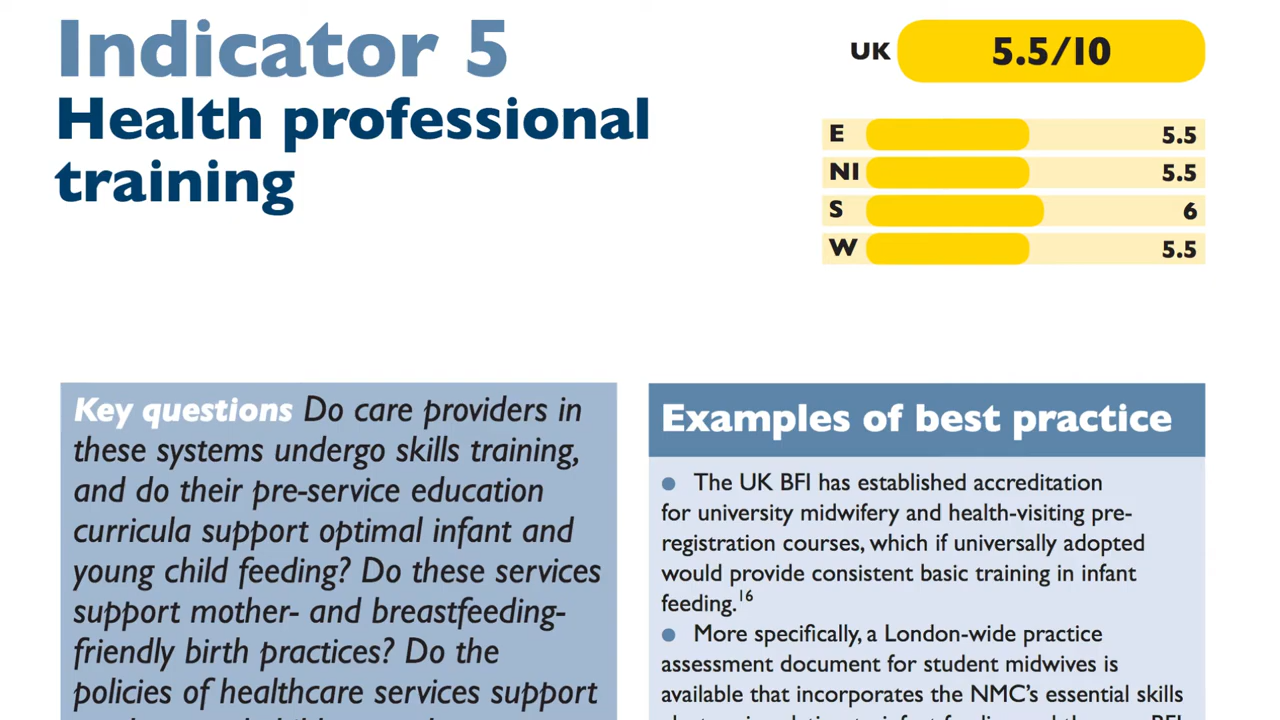 Indicator 5
Health professional
training
UK 5.5/10
E 5.5
NI 5.5
S 6
W 5.5
Key questions Do care providers in
these systems undergo skills training,
and do their pre-service education
curricula support optimal infant and
young child feeding? Do these services
support mother- and breastfeeding-
friendly birth practices? Do the
policies of healthcare services support
Examples of best practice
● The UK BFI has established accreditation
for university midwifery and health-visiting pre-
registration courses, which if universally adopted
would provide consistent basic training in infant
feeding.16
● More specifically, a London-wide practice
assessment document for student midwives is
available that incorporates the NMC's essential skills